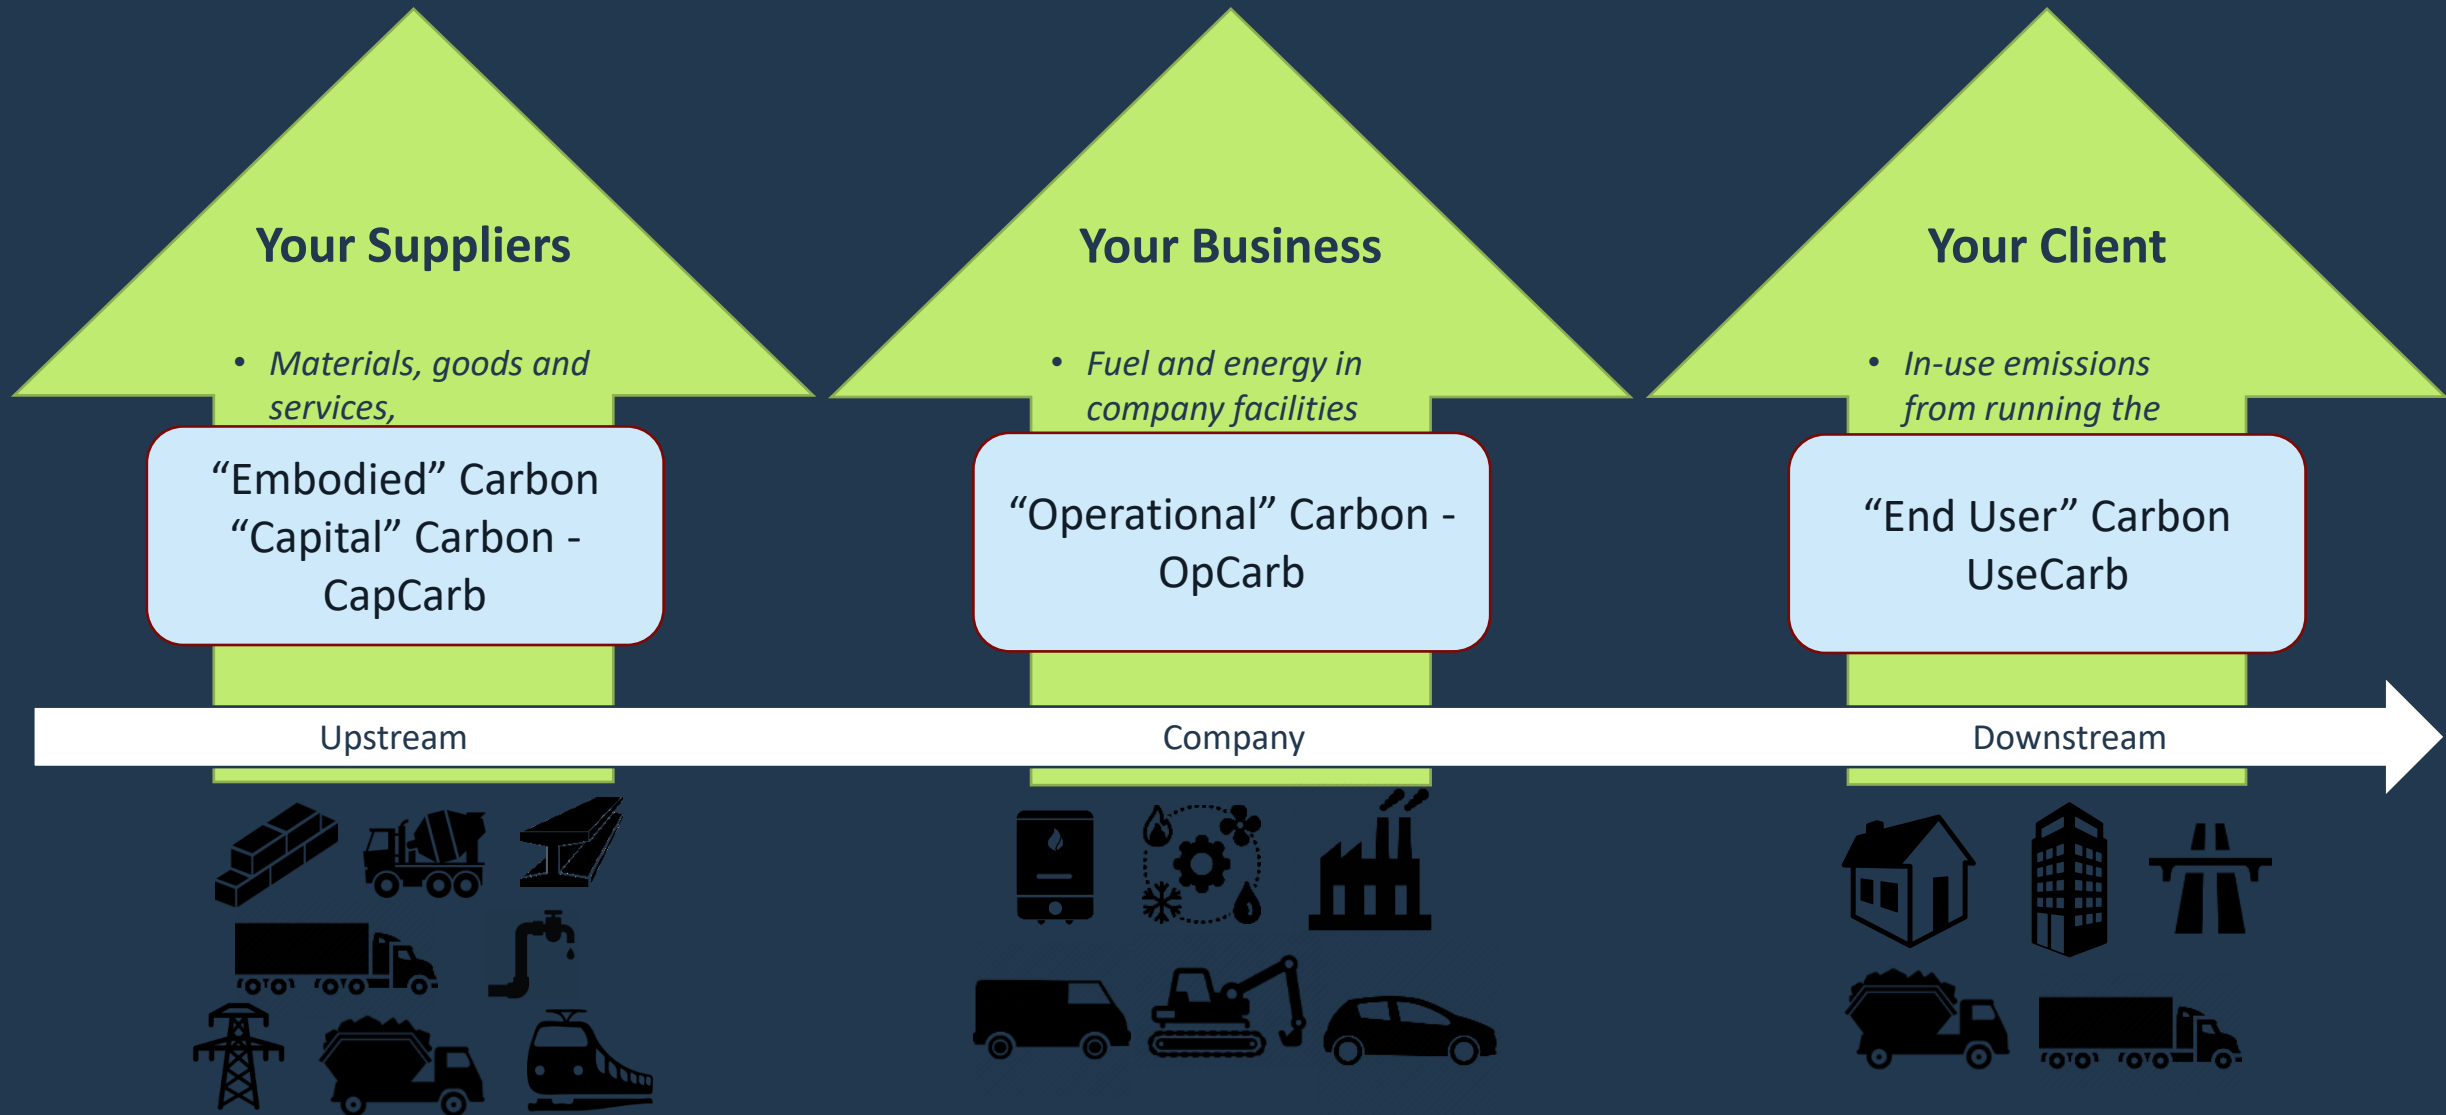 Your Suppliers
• Materials, goods and
services,
“Embodied” Carbon
“Capital” Carbon -
CapCarb
Your Business
• Fuel and energy in
company facilities
“Operational” Carbon -
OpCarb
Your Client
• In-use emissions
from running the
“End User” Carbon
UseCarb
Upstream
Company
Downstream